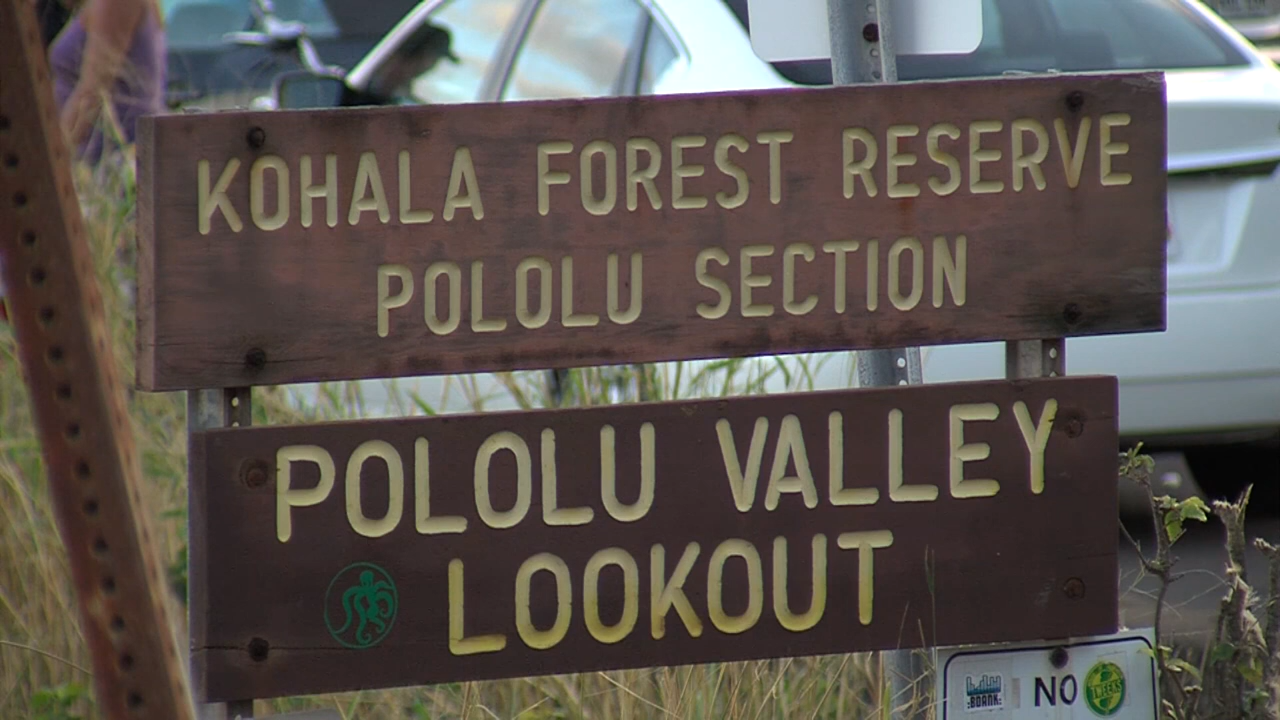 KOHALA FOREST RESERVE
POLOLU SECTION
POLOLU VALLEY
LOOKOUT
NO